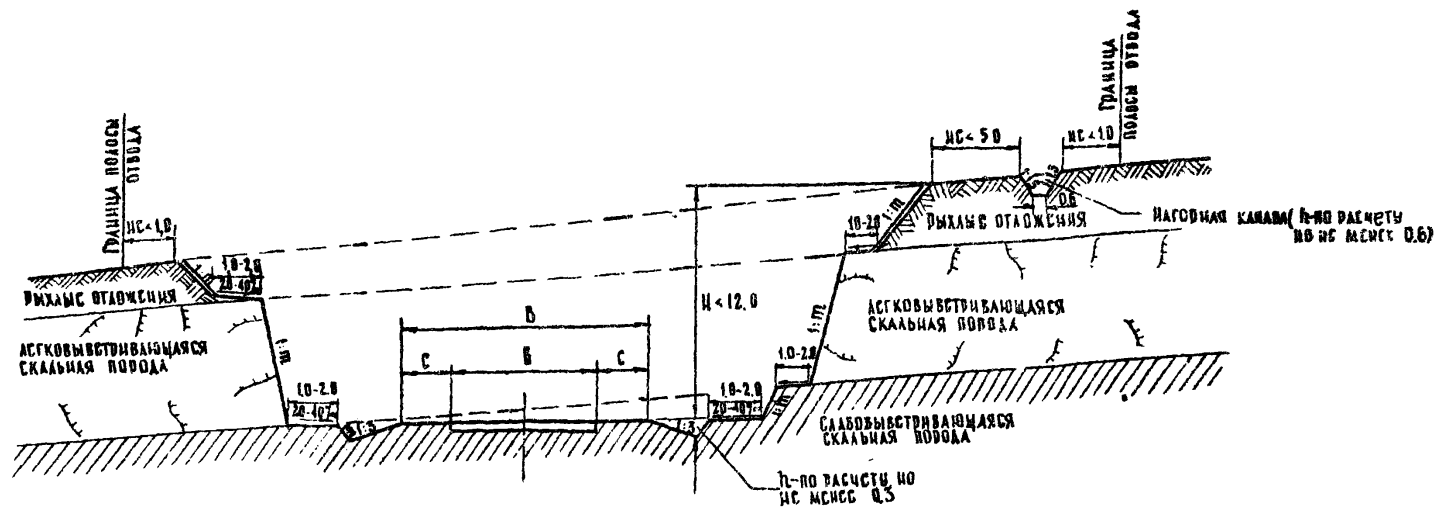 ГРАНИЦА ПОЛОСЫ
ОТВОДА
НЕ < 1,0
РЫХЛЫЕ ОТЛОЖЕНИЯ
ЛЕГКОВЫВЕТРИВАЮЩАЯСЯ
СКАЛЬНАЯ ПОРОДА
1.0-2.0
20-40%
1:m
1.0-2.0
20-40%
1:3
В
С
Б
С
H < 12.0
1:3
h-ПО РАСЧЕТУ НО
НЕ МЕНЕЕ 0,3
1.0-2.0
20-40%
1:m
1.0-2.0
1:m
1.0-2.0
1:m
НЕ < 5.0
НЕ < 1.0
ГРАНИЦА
ПОЛОСЫ ОТВОДА
0.6
РЫХЛЫЕ ОТЛОЖЕНИЯ
НАГОРНАЯ КАНАВА (h-ПО РАСЧЕТУ
НО НЕ МЕНЕЕ 0,6)
ЛЕГКОВЫВЕТРИВАЮЩАЯСЯ
СКАЛЬНАЯ ПОРОДА
СЛАБОВЫВЕТРИВАЮЩАЯСЯ
СКАЛЬНАЯ ПОРОДА